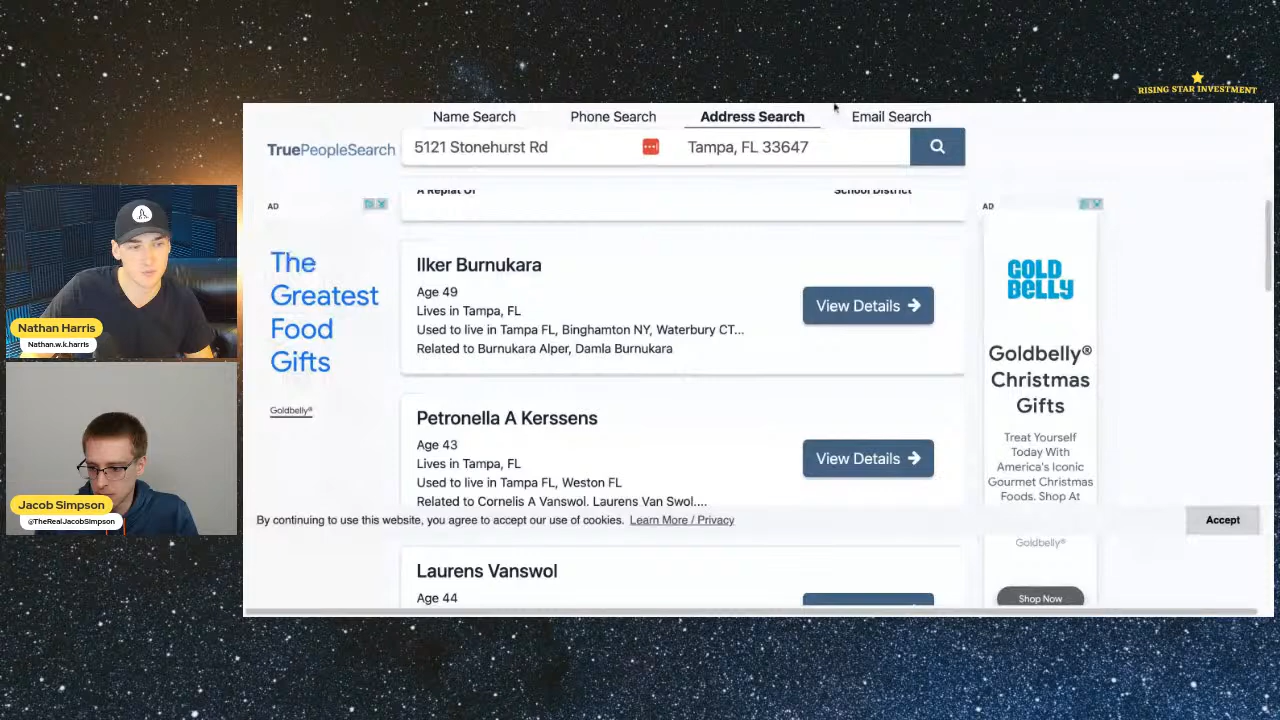 RISING STAR INVESTMENT
Name Search
Phone Search
Address Search
Email Search
TruePeopleSearch
5121 Stonehurst Rd
Tampa, FL 33647
A Replat Of
School District
AD
The
Greatest
Food
Gifts
Goldbelly®
Ilker Burnukara
Age 49
Lives in Tampa, FL
Used to live in Tampa FL, Binghamton NY, Waterbury CT...
Related to Burnukara Alper, Damla Burnukara
View Details
Petronella A Kerssens
Age 43
Lives in Tampa, FL
Used to live in Tampa FL, Weston FL
Related to Cornelis A Vanswol, Laurens Van Swol,...
View Details
AD
GOLD
BELLY
Goldbelly®
Christmas
Gifts
Treat Yourself
Today With
America's Iconic
Gourmet Christmas
Foods. Shop At
By continuing to use this website, you agree to accept our use of cookies. Learn More / Privacy
Accept
Goldbelly®
Laurens Vanswol
Age 44
Shop Now
Nathan Harris
Nathan.w.k.harris
Jacob Simpson
@TheRealJacobSimpson